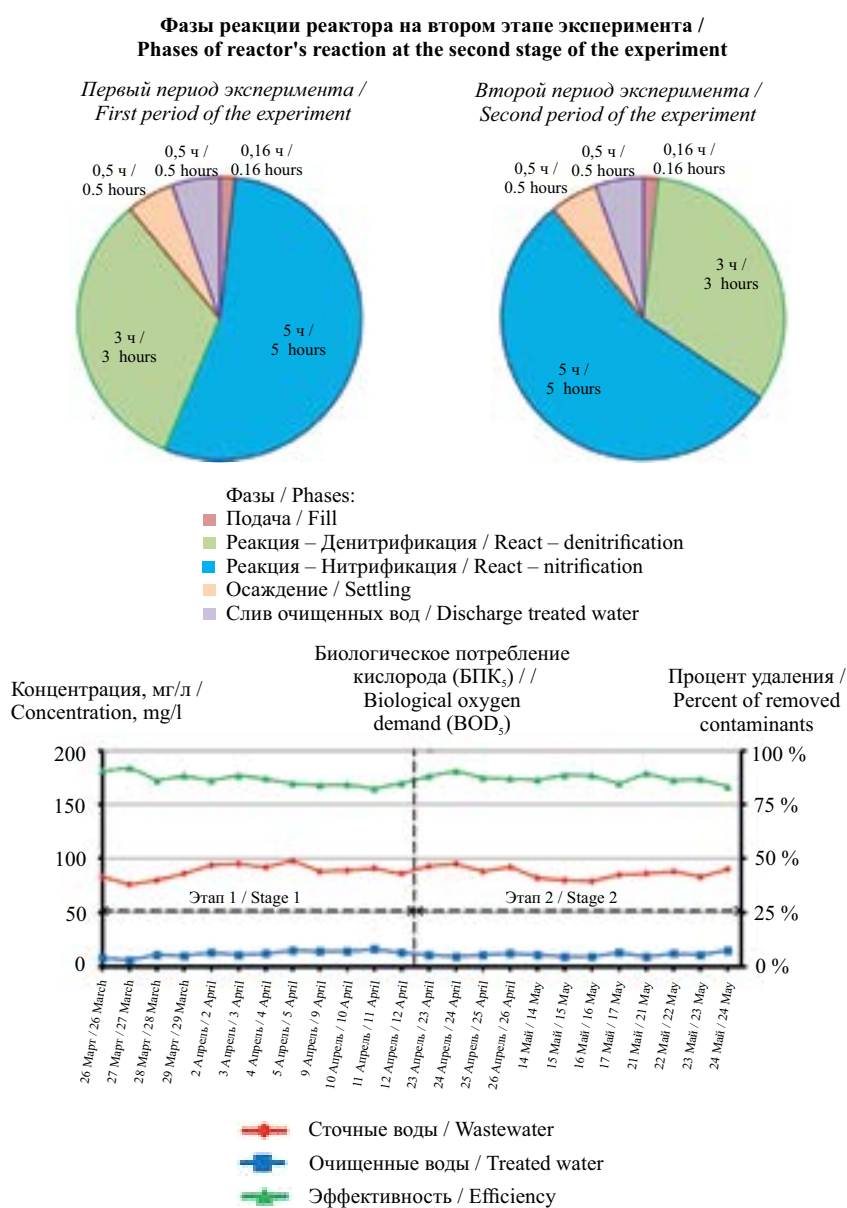 Фазы реакции реактора на втором этапе эксперимента /
Phases of reactor's reaction at the second stage of the experiment
Первый период эксперимента /
First period of the experiment
Второй период эксперимента /
Second period of the experiment
0,5 ч /
0.5 hours
0,5 ч /
0.5 hours
0,16 ч /
0.16 hours
3 ч /
3 hours
5 ч /
5 hours
0,5 ч /
0.5 hours
0,5 ч /
0.5 hours
0,16 ч /
0.16 hours
3 ч /
3 hours
5 ч /
5 hours
Фазы / Phases:
Подача / Fill
Реакция – Денитрификация / React – denitrification
Реакция – Нитрификация / React – nitrification
Осаждение / Settling
Слив очищенных вод / Discharge treated water
Концентрация, мг/л /
Concentration, mg/l
Биологическое потребление
кислорода (БПК₅) / /
Biological oxygen
demand (BOD₅)
Процент удаления /
Percent of removed
contaminants
200
150
100
50
0
100 %
75 %
50 %
25 %
0 %
Этап 1 / Stage 1
Этап 2 / Stage 2
26 Март / 26 March
27 Март / 27 March
28 Март / 28 March
29 Март / 29 March
2 Апрель / 2 April
3 Апрель / 3 April
4 Апрель / 4 April
5 Апрель / 5 April
9 Апрель / 9 April
10 Апрель / 10 April
11 Апрель / 11 April
12 Апрель / 12 April
23 Апрель / 23 April
24 Апрель / 24 April
25 Апрель / 25 April
26 Апрель / 26 April
14 Май / 14 May
15 Май / 15 May
16 Май / 16 May
17 Май / 17 May
21 Май / 21 May
22 Май / 22 May
23 Май / 23 May
24 Май / 24 May
Сточные воды / Wastewater
Очищенные воды / Treated water
Эффективность / Efficiency